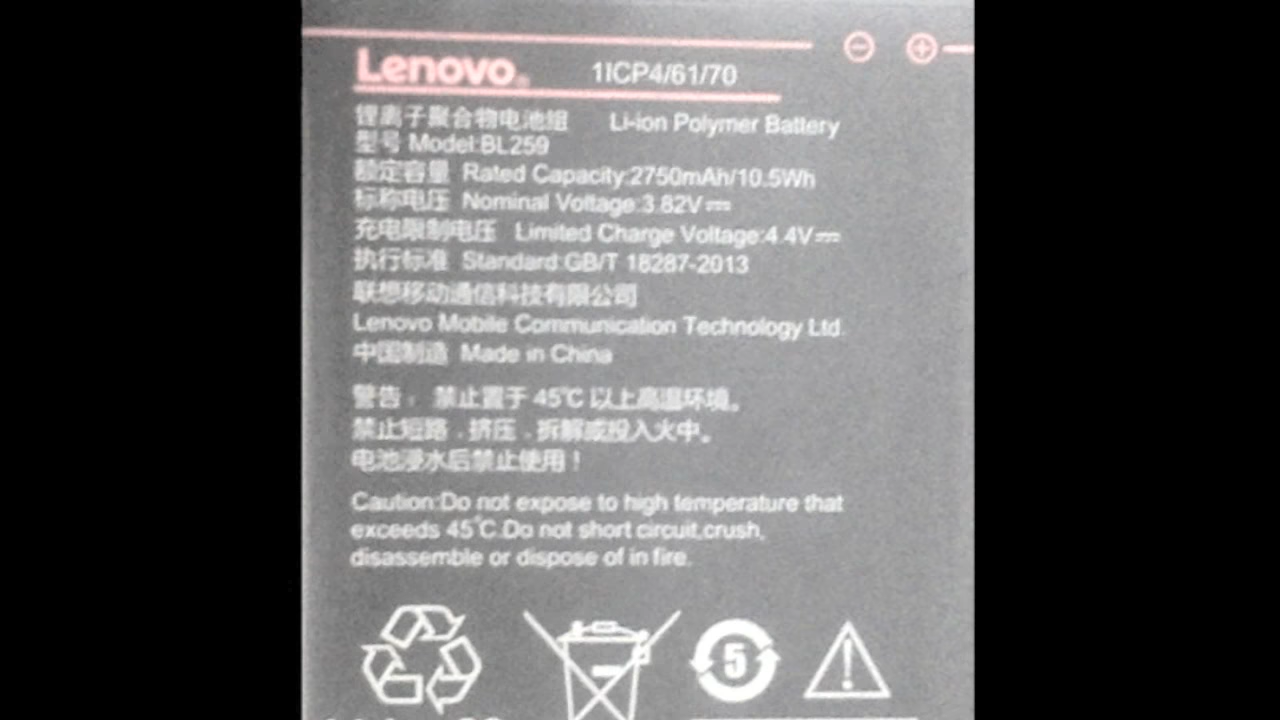 Lenovo 1ICP4/61/70
锂离子聚合物电池组 Li-ion Polymer Battery
型号 Model:BL259
额定容量 Rated Capacity:2750mAh/10.5Wh
标称电压 Nominal Voltage:3.82V⎓
充电限制电压 Limited Charge Voltage:4.4V⎓
执行标准 Standard:GB/T 18287-2013
联想移动通信科技有限公司
Lenovo Mobile Communication Technology Ltd.
中国制造 Made in China
警告：禁止置于 45℃ 以上高温环境。
禁止短路、挤压、拆解或投入火中。
电池浸水后禁止使用！
Caution:Do not expose to high temperature that
exceeds 45℃.Do not short circuit,crush,
disassemble or dispose of in fire.
5